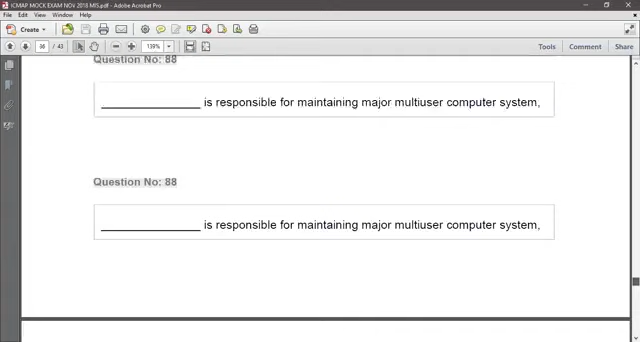 ICMAP MOCK EXAM NOV 2018 MIS.pdf - Adobe Acrobat Pro
File Edit View Window Help
Create
36 / 43 138% Tools Comment Share
Question No: 88
_______________ is responsible for maintaining major multiuser computer system,
Question No: 88
_______________ is responsible for maintaining major multiuser computer system,